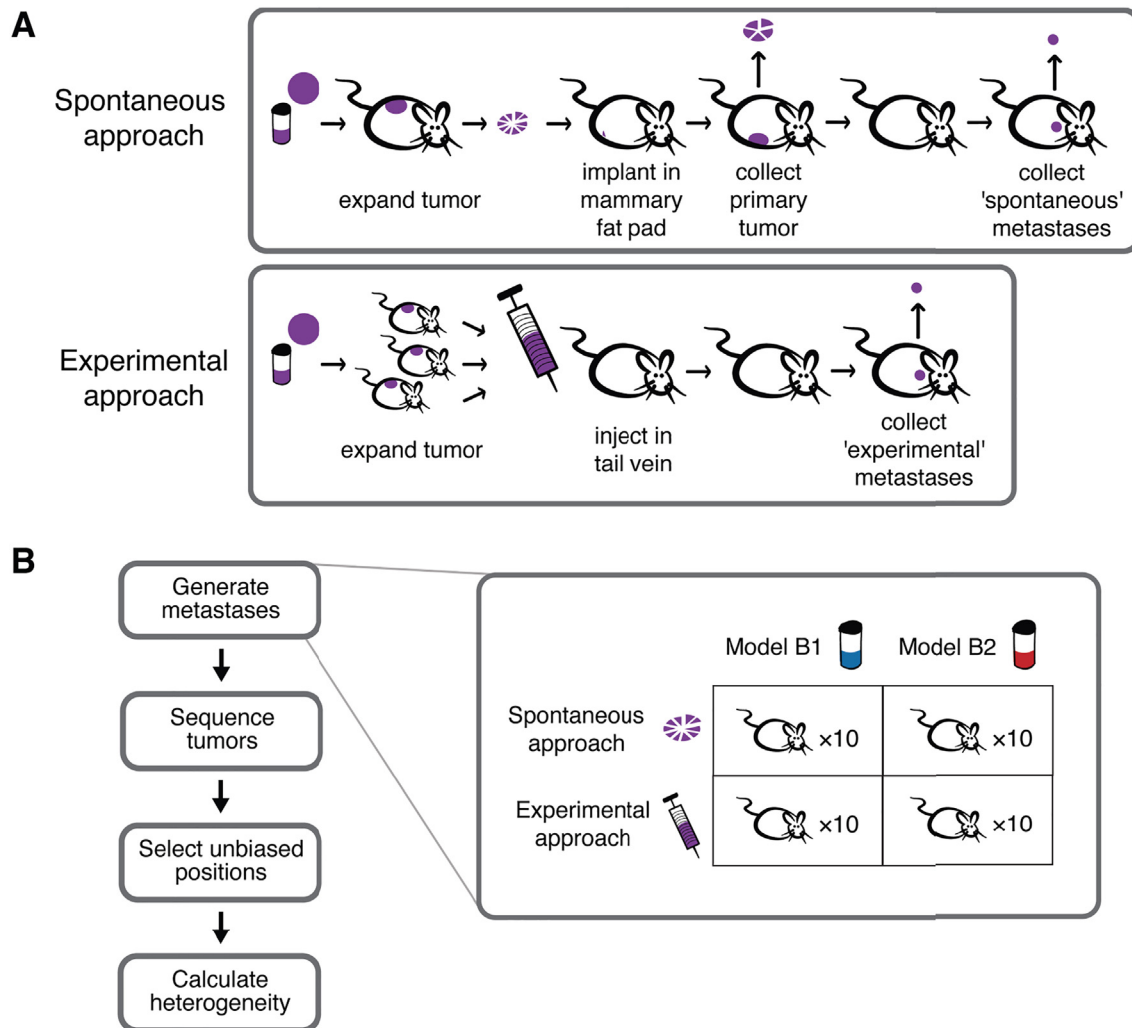 A
Spontaneous
approach
expand tumor
implant in
mammary
fat pad
collect
primary
tumor
collect
'spontaneous'
metastases
Experimental
approach
expand tumor
inject in
tail vein
collect
'experimental'
metastases
B
Generate
metastases
Sequence
tumors
Select unbiased
positions
Calculate
heterogeneity
Model B1
Model B2
Spontaneous
approach
×10
×10
Experimental
approach
×10
×10